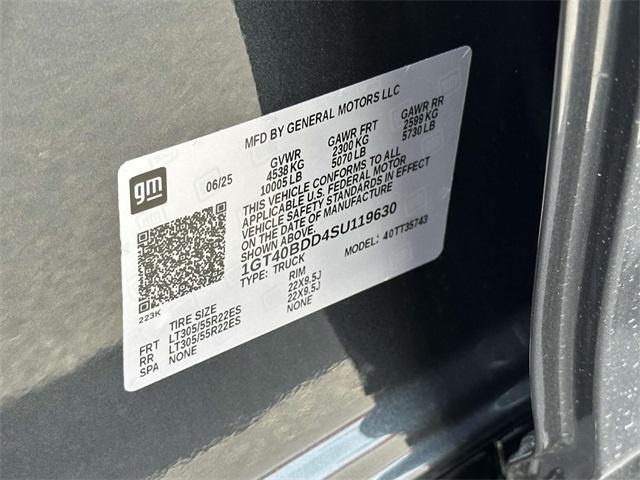 MFD BY GENERAL MOTORS LLC
gm
06/25
GVWR GAWR FRT GAWR RR
4538 KG 2300 KG 2599 KG
10005 LB 5070 LB 5730 LB
THIS VEHICLE CONFORMS TO ALL
APPLICABLE U.S. FEDERAL MOTOR
VEHICLE SAFETY STANDARDS IN EFFECT
ON THE DATE OF MANUFACTURE
SHOWN ABOVE.
1GT40BDD4SU119630
TYPE: TRUCK MODEL: 40TT35743
223K
TIRE SIZE RIM
FRT LT305/55R22ES 22X9.5J
RR LT305/55R22ES 22X9.5J
SPA NONE NONE